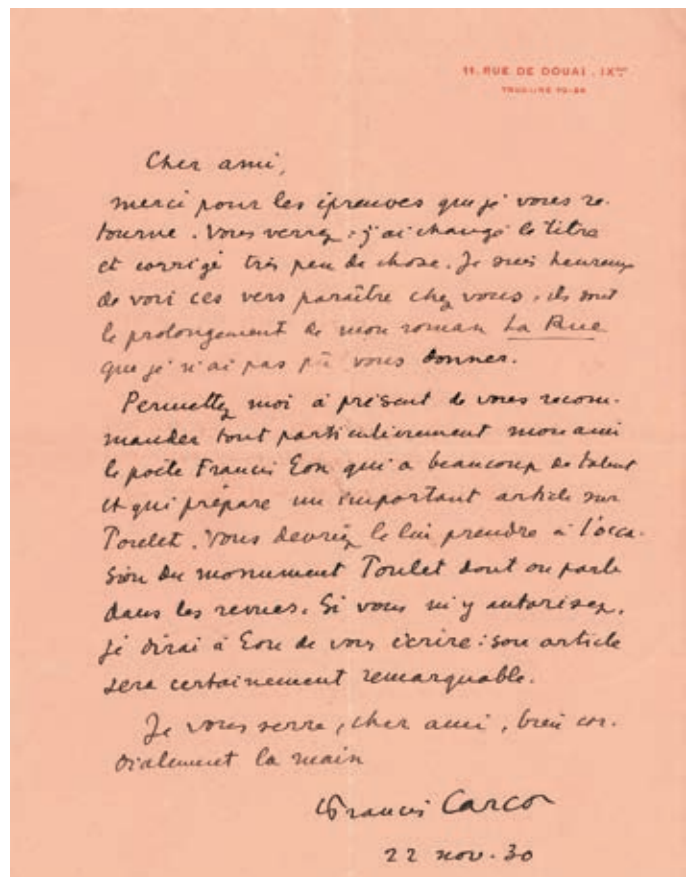 11, RUE DE DOUAI . IXme
Cher ami,
merci pour les épreuves que je vous re-
tourne. Vous verrez : j'ai changé le titre
et corrigé très peu de chose. Je suis heureux
de voir ces vers paraître chez vous, ils sont
le prolongement de mon roman La Rue
que je n'ai pas pu vous donner.
Permettez moi à présent de vous recom-
mander tout particulièrement mon ami
le poète Francis Eon qui a beaucoup de talent
et qui prépare un important article sur
Toulet. Vous devriez le lui prendre à l'occa-
sion du monument Toulet dont on parle
dans les revues. Si vous m'y autorisez,
je dirai à Eon de vous écrire : son article
sera certainement remarquable.
Je vous serre, cher ami, bien cor-
dialement la main
Francis Carco
22 nov. 30